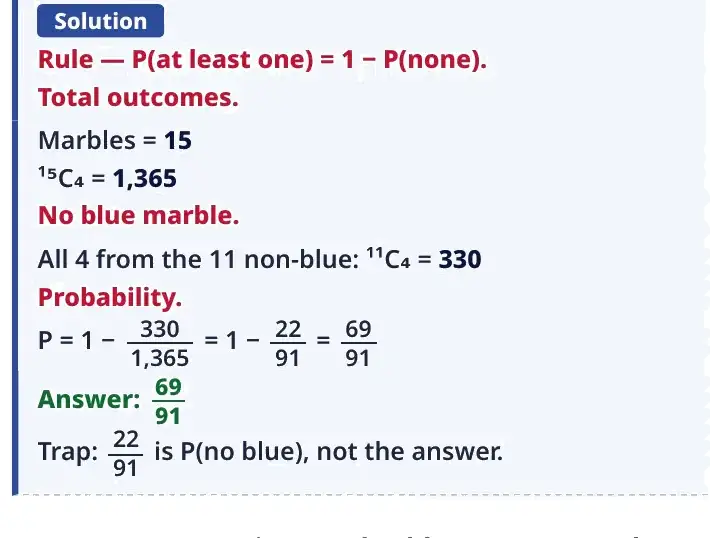 Solution
Rule — P(at least one) = 1 − P(none).
Total outcomes.
Marbles = 15
¹⁵C₄ = 1,365
No blue marble.
All 4 from the 11 non-blue: ¹¹C₄ = 330
Probability.
P = 1 − 330/1,365 = 1 − 22/91 = 69/91
Answer: 69/91
Trap: 22/91 is P(no blue), not the answer.